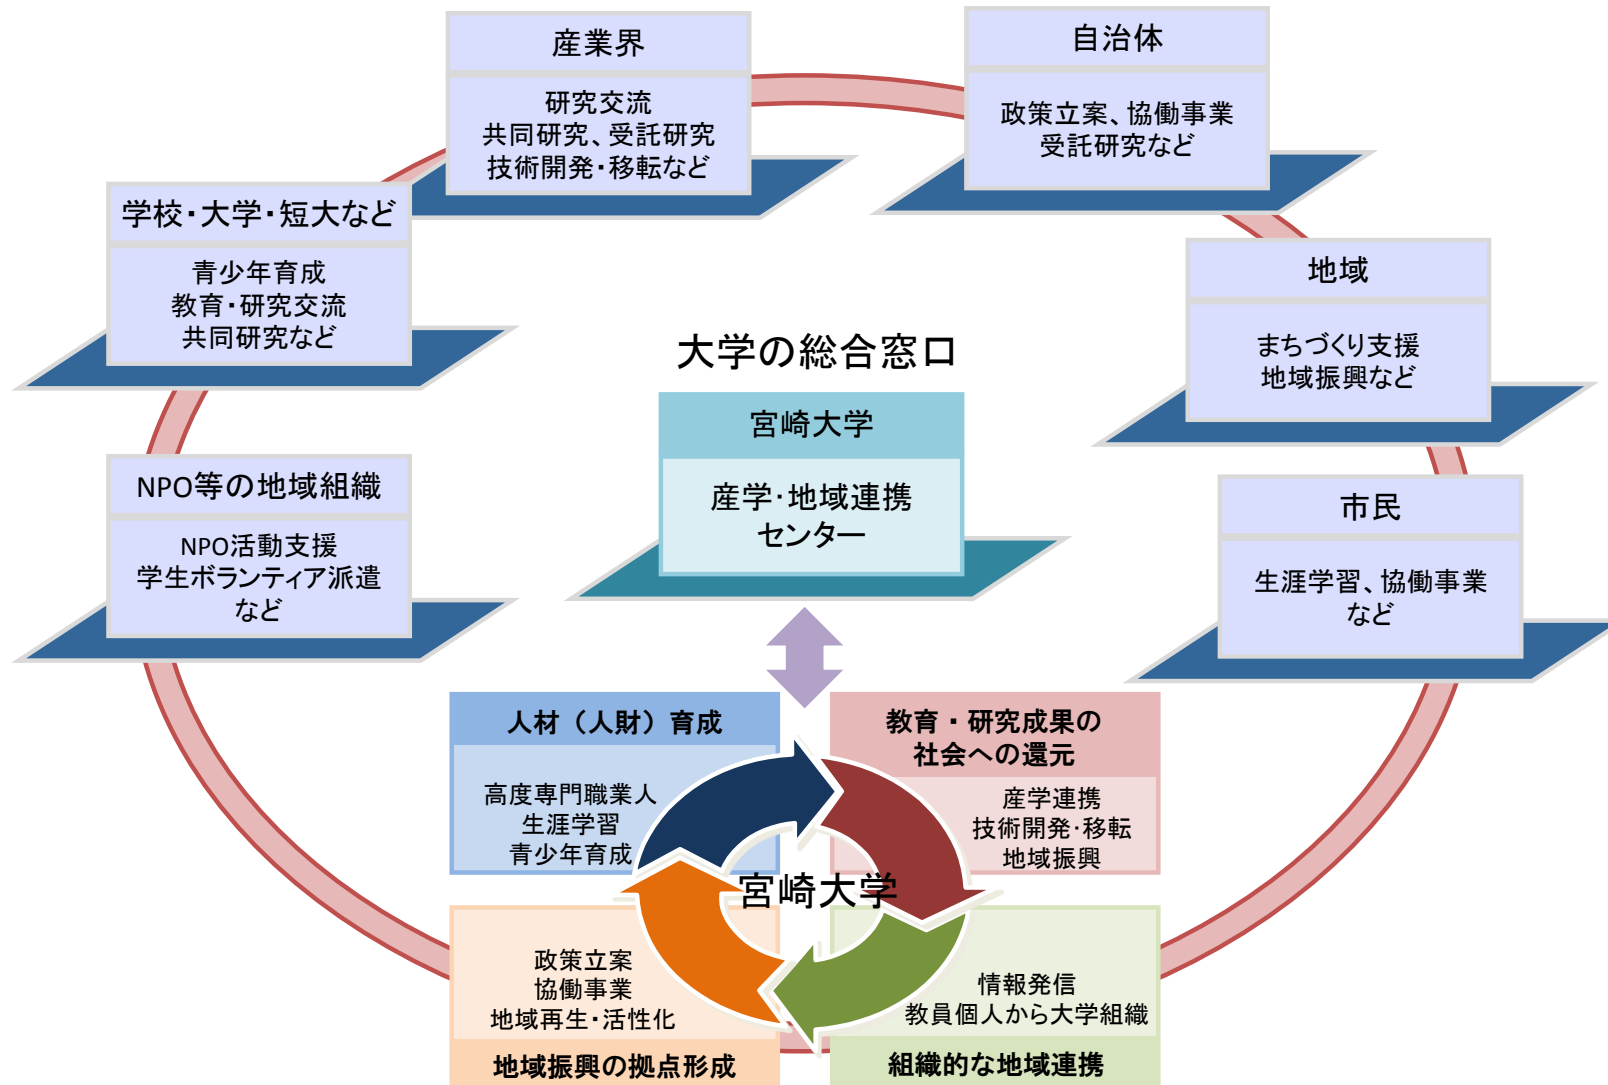 産業界
研究交流
共同研究、受託研究
技術開発・移転など
自治体
政策立案、協働事業
受託研究など
学校・大学・短大など
青少年育成
教育・研究交流
共同研究など
地域
まちづくり支援
地域振興など
大学の総合窓口
宮崎大学
産学・地域連携
センター
NPO等の地域組織
NPO活動支援
学生ボランティア派遣
など
市民
生涯学習、協働事業
など
人材（人財）育成
高度専門職業人
生涯学習
青少年育成
教育・研究成果の
社会への還元
産学連携
技術開発・移転
地域振興
宮崎大学
政策立案
協働事業
地域再生・活性化
地域振興の拠点形成
情報発信
教員個人から大学組織
組織的な地域連携